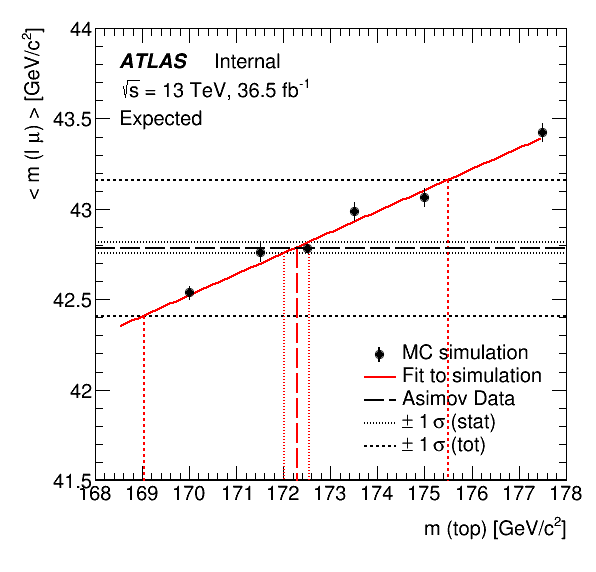 44
43.5
43
42.5
42
41.5
< m (l μ) > [GeV/c²]
ATLAS Internal
√s = 13 TeV, 36.5 fb⁻¹
Expected
MC simulation
Fit to simulation
Asimov Data
± 1 σ (stat)
± 1 σ (tot)
168 169 170 171 172 173 174 175 176 177 178
m (top) [GeV/c²]